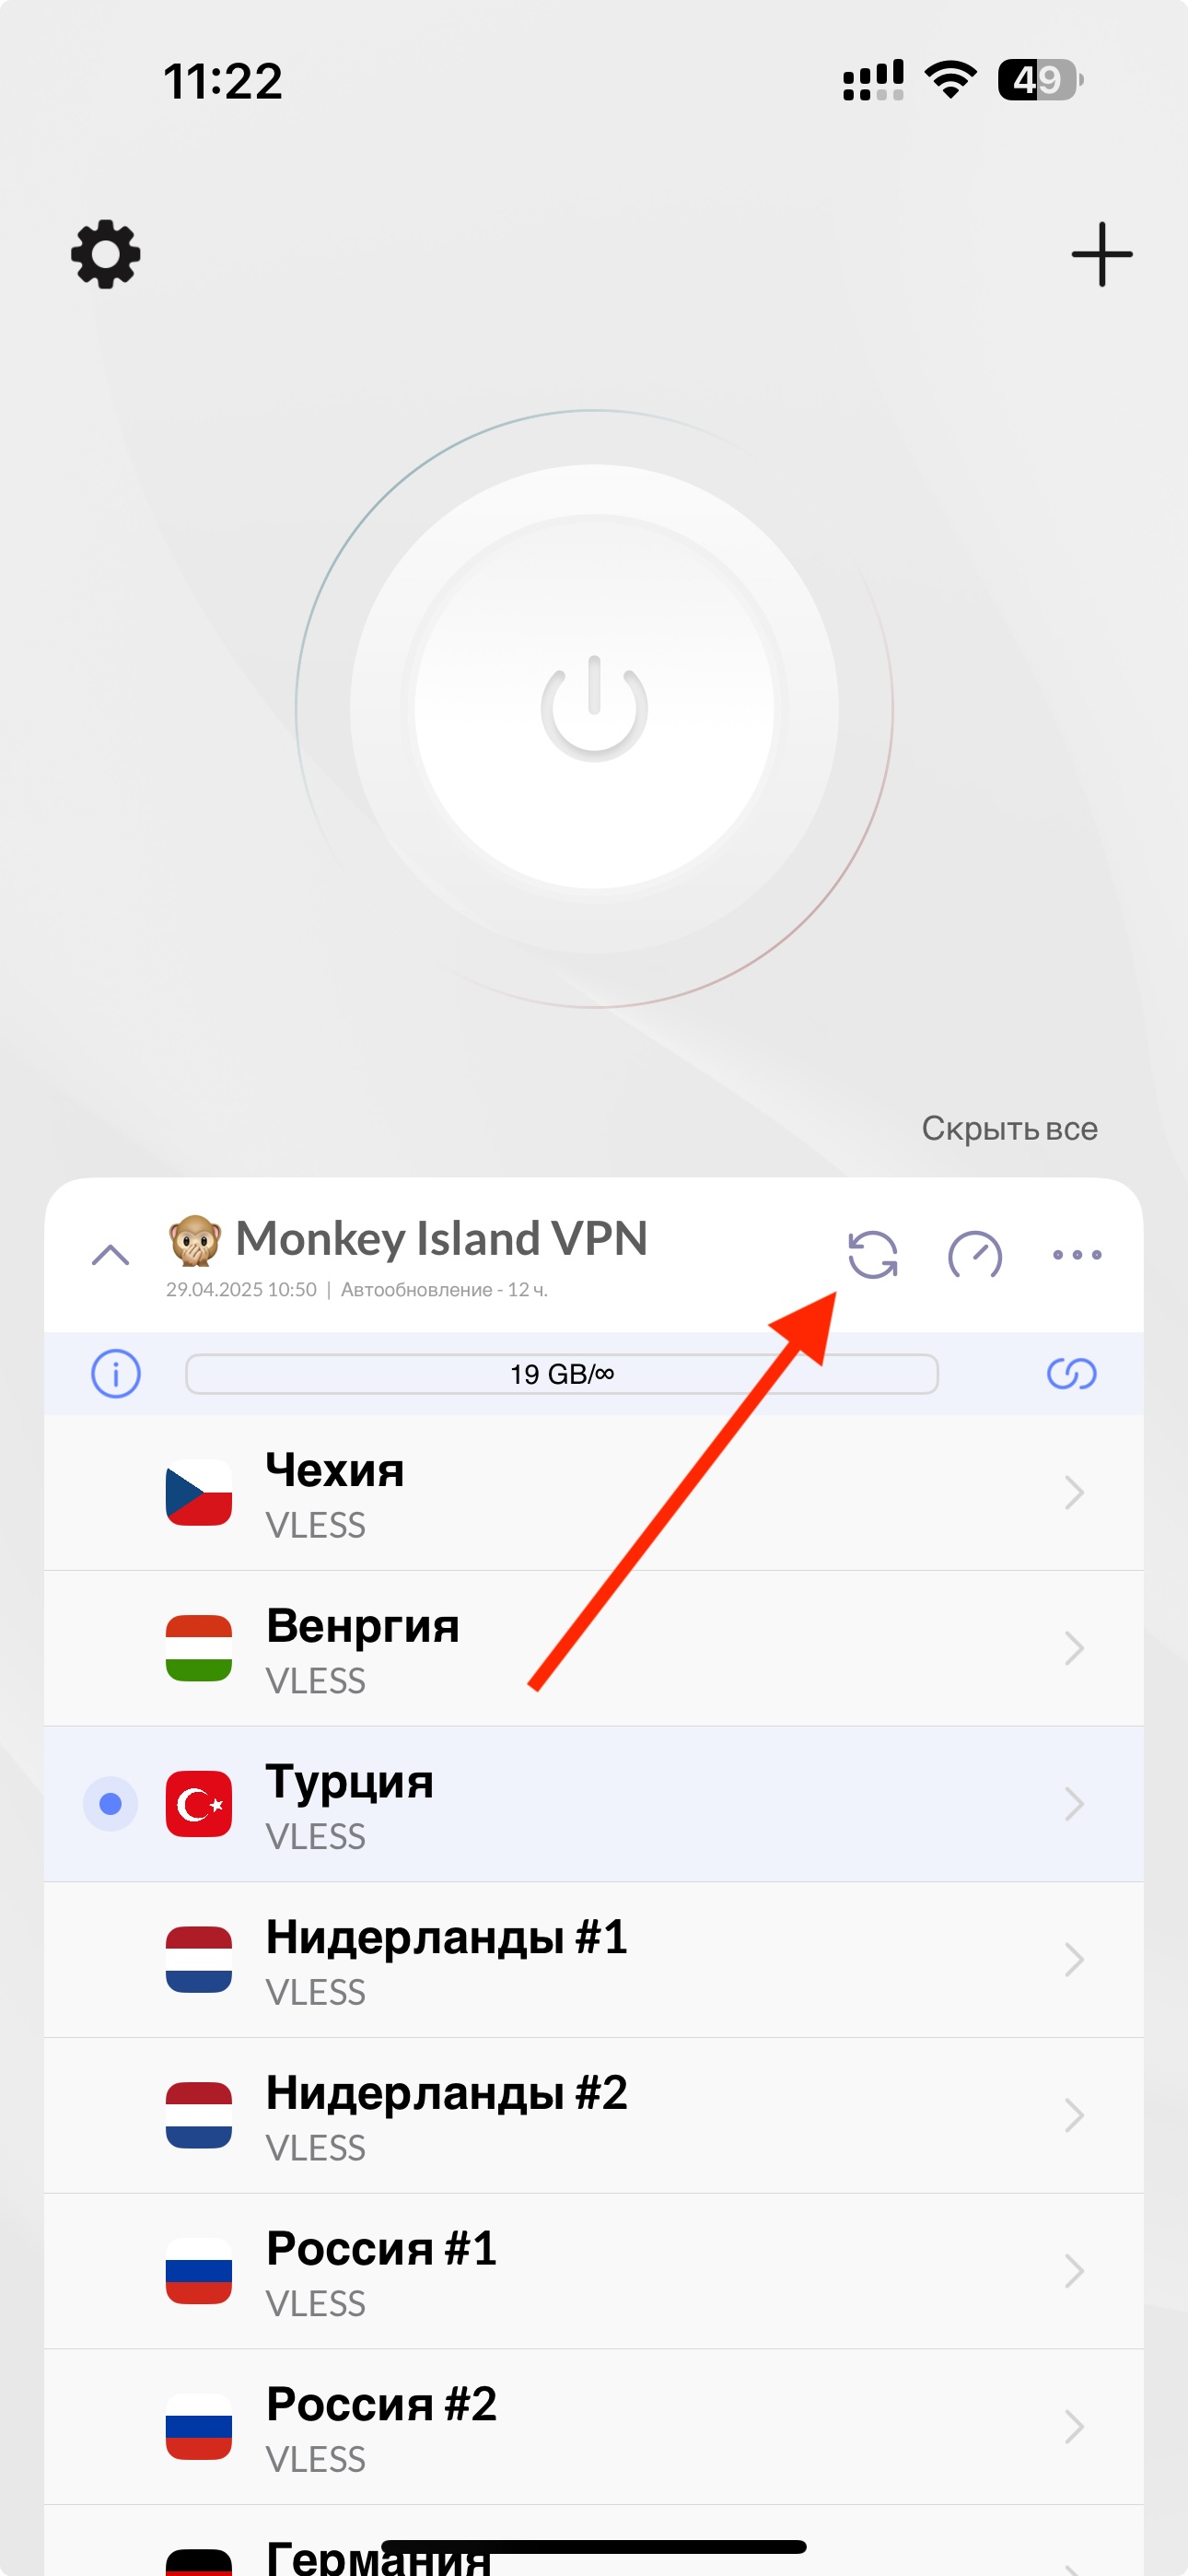 11:22
49
Скрыть все
Monkey Island VPN
29.04.2025 10:50 | Автообновление - 12 ч.
19 GB/∞
Чехия
VLESS
Венргия
VLESS
Турция
VLESS
Нидерланды #1
VLESS
Нидерланды #2
VLESS
Россия #1
VLESS
Россия #2
VLESS
Германия